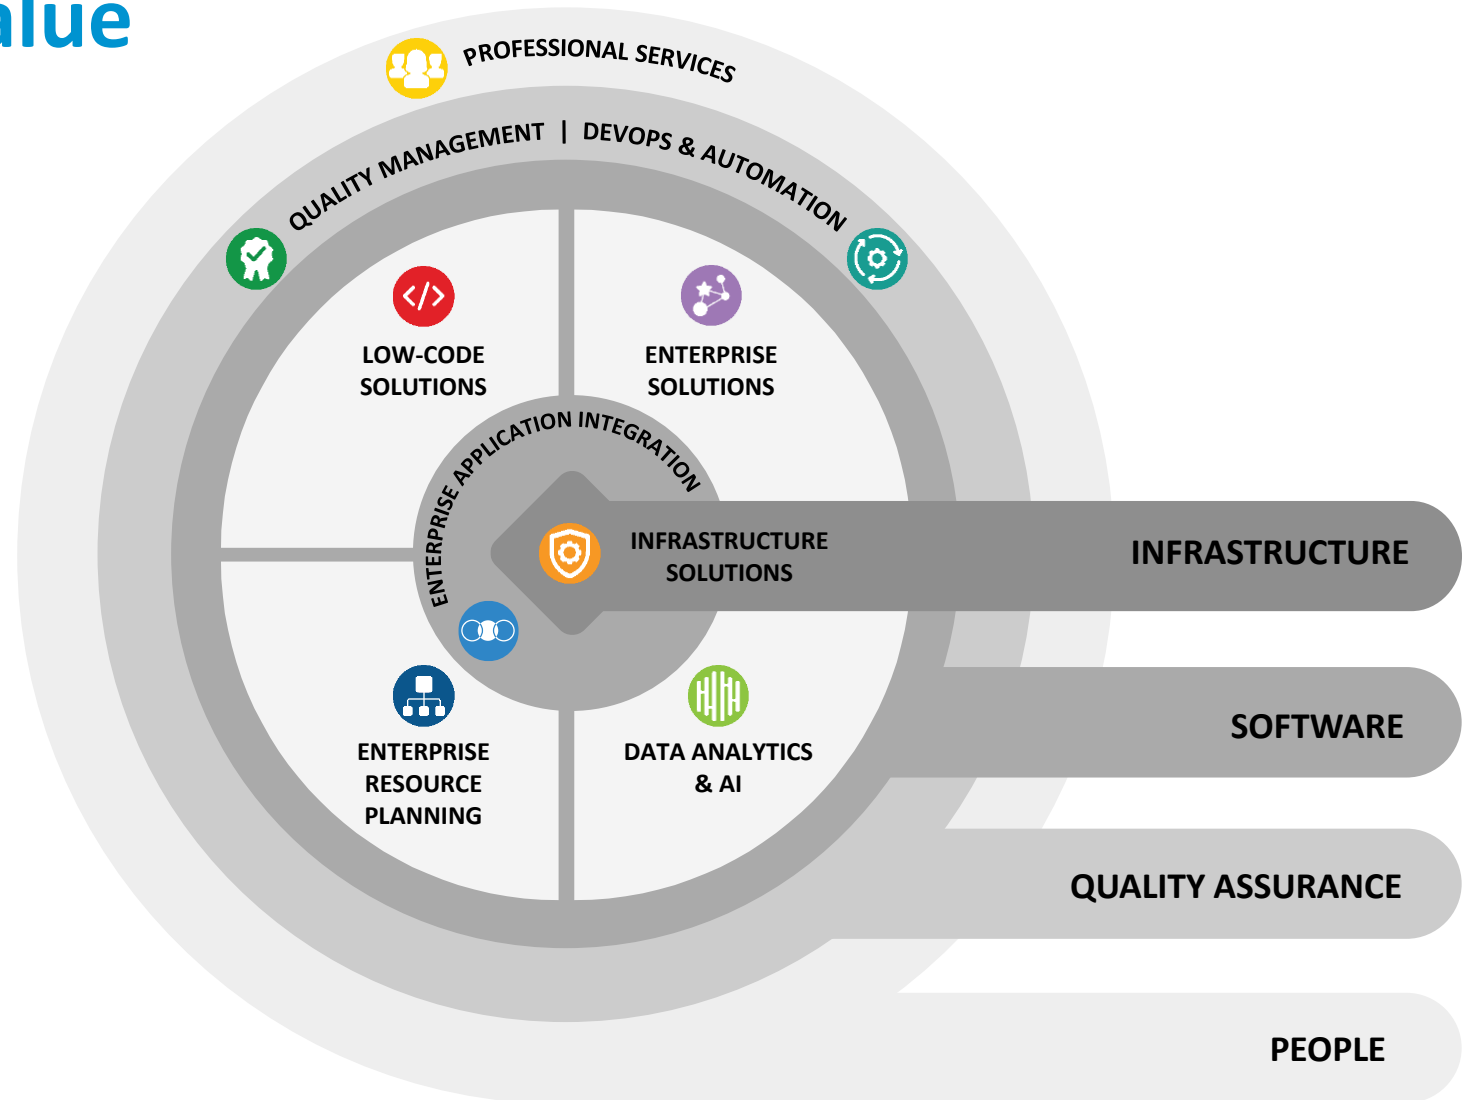 alue
PROFESSIONAL SERVICES
QUALITY MANAGEMENT | DEVOPS & AUTOMATION
LOW-CODE
SOLUTIONS
ENTERPRISE
SOLUTIONS
ENTERPRISE APPLICATION INTEGRATION
INFRASTRUCTURE
SOLUTIONS
INFRASTRUCTURE
ENTERPRISE
RESOURCE
PLANNING
DATA ANALYTICS
& AI
SOFTWARE
QUALITY ASSURANCE
PEOPLE